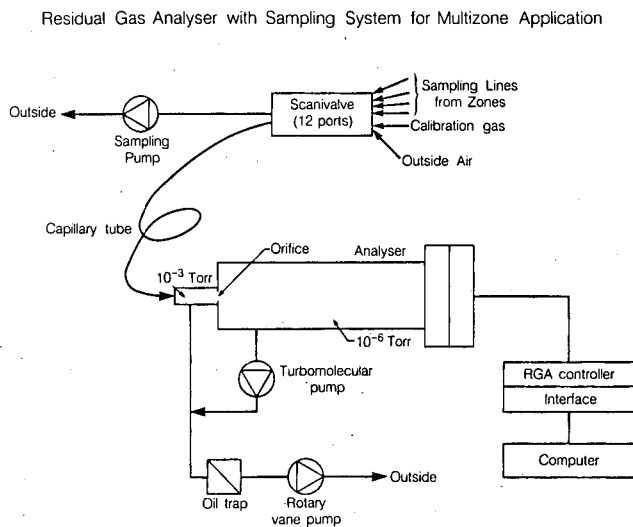 Residual Gas Analyser with Sampling System for Multizone Application
Scanivalve
(12 ports)
Sampling Lines
from Zones
Calibration gas
Outside Air
Outside
Sampling
Pump
Capillary tube
Orifice
Analyser
10⁻³ Torr
10⁻⁶ Torr
Turbomolecular
pump
RGA controller
Interface
Computer
Oil trap
Rotary
vane pump
Outside